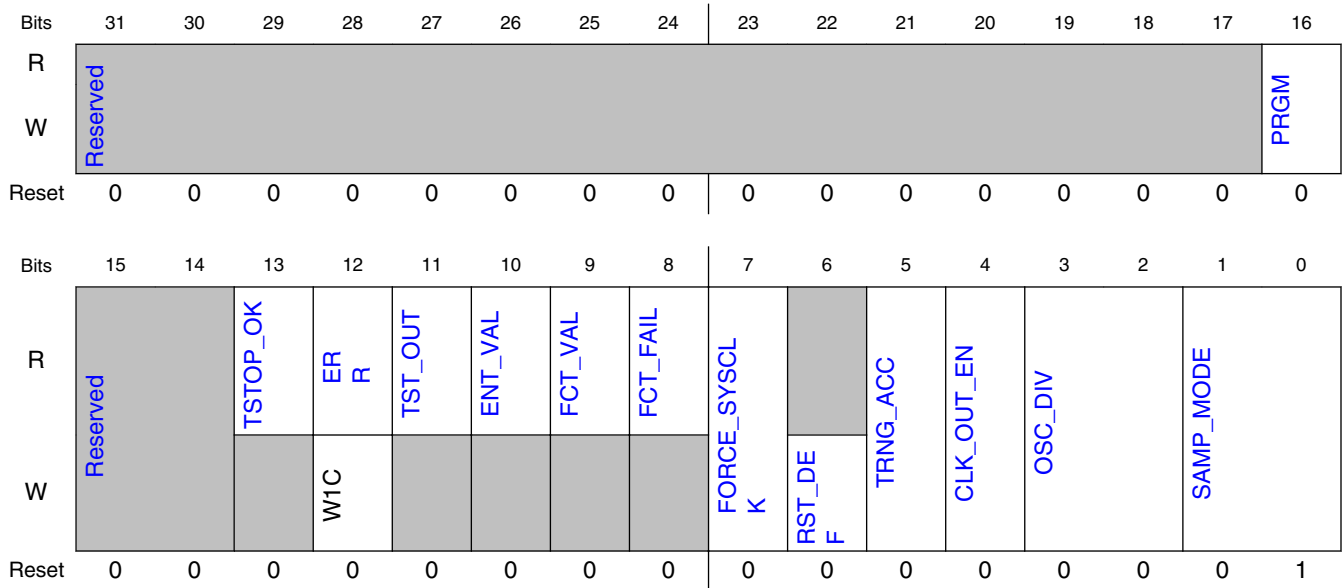 Bits 31 30 29 28 27 26 25 24 23 22 21 20 19 18 17 16
R
W
Reserved
PRGM
Reset 0 0 0 0 0 0 0 0 0 0 0 0 0 0 0 0
Bits 15 14 13 12 11 10 9 8 7 6 5 4 3 2 1 0
R
W
Reserved
TSTOP_OK
ER
R
W1C
TST_OUT
ENT_VAL
FCT_VAL
FCT_FAIL
FORCE_SYSCL
K
RST_DE
F
TRNG_ACC
CLK_OUT_EN
OSC_DIV
SAMP_MODE
Reset 0 0 0 0 0 0 0 0 0 0 0 0 0 0 0 1